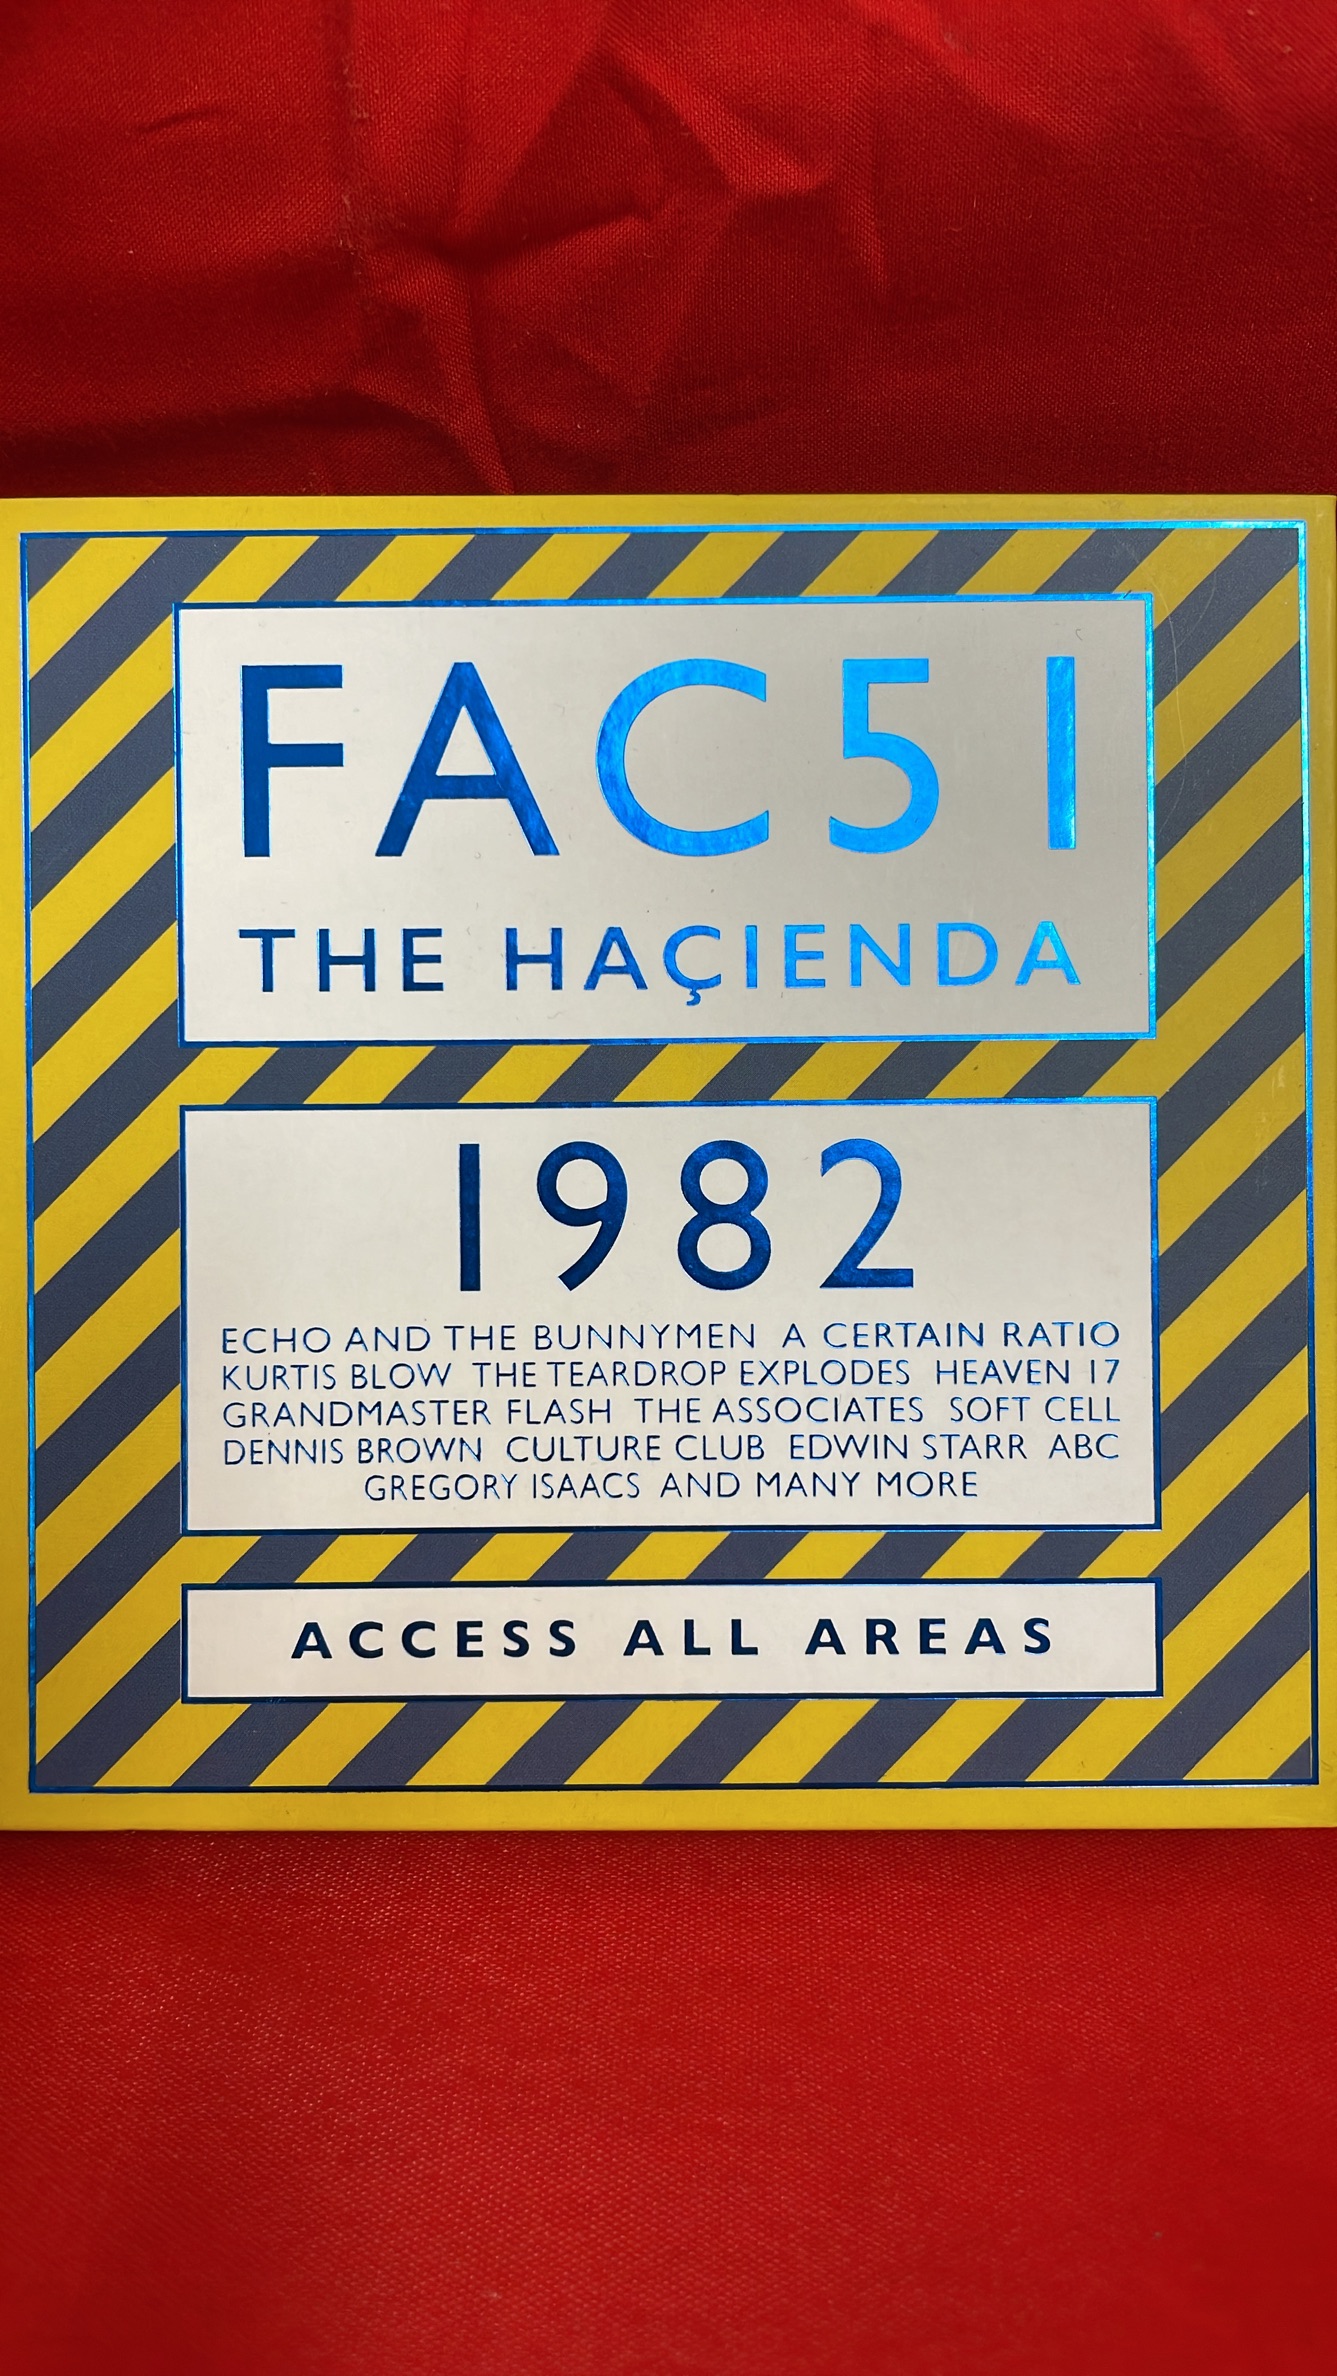 FAC51
THE HAÇIENDA
1982
ECHO AND THE BUNNYMEN A CERTAIN RATIO
KURTIS BLOW THE TEARDROP EXPLODES HEAVEN 17
GRANDMASTER FLASH THE ASSOCIATES SOFT CELL
DENNIS BROWN CULTURE CLUB EDWIN STARR ABC
GREGORY ISAACS AND MANY MORE
ACCESS ALL AREAS